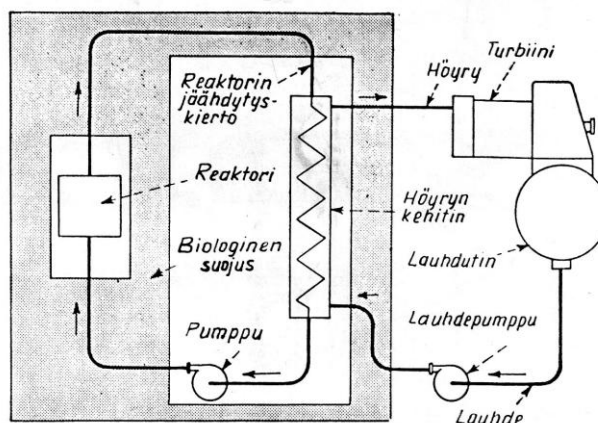 Reaktorin
jäähdytys-
kierto
Höyry
Turbiini
Reaktori
Höyryn
kehitin
Biologinen
suojus
Lauhdutin
Pumppu
Lauhdepumppu
Lauhde